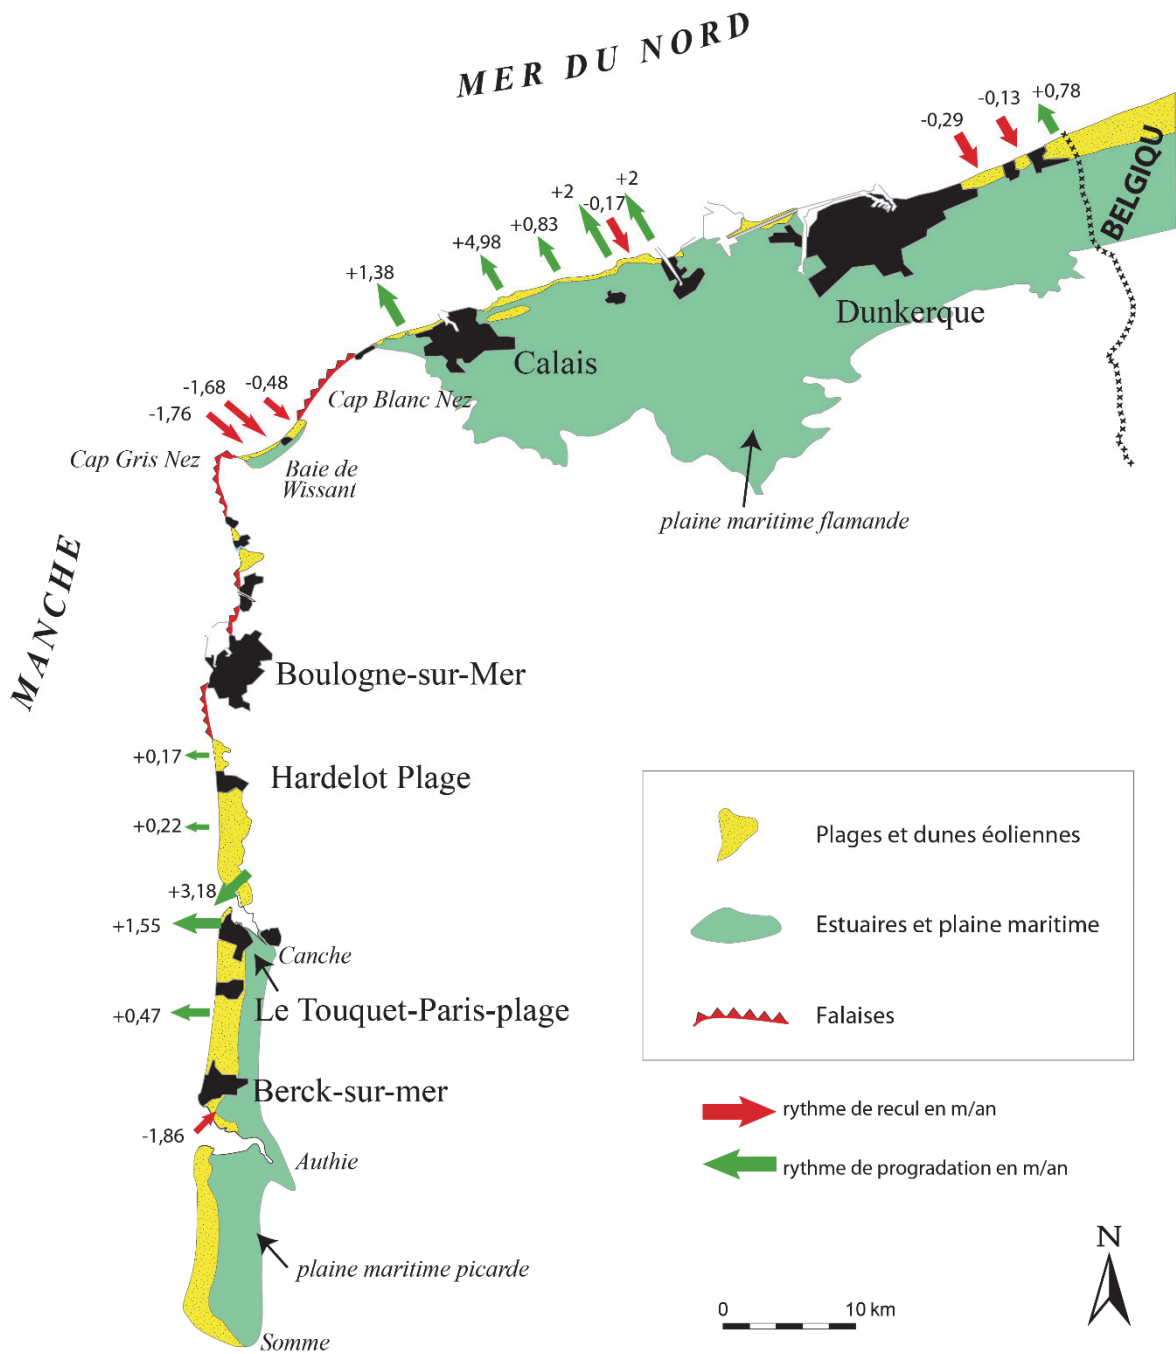 MER DU NORD
-0,29
-0,13
+0,78
BELGIQU
+2
+2
-0,17
+0,83
+4,98
+1,38
Dunkerque
Calais
-0,48
-1,68
-1,76
Cap Blanc Nez
Cap Gris Nez
Baie de
Wissant
plaine maritime flamande
MANCHE
Boulogne-sur-Mer
+0,17
Hardelot Plage
+0,22
+3,18
+1,55
Canche
+0,47
Le Touquet-Paris-plage
Berck-sur-mer
-1,86
Authie
plaine maritime picarde
Somme
Plages et dunes éoliennes
Estuaires et plaine maritime
Falaises
rythme de recul en m/an
rythme de progradation en m/an
N
0 10 km